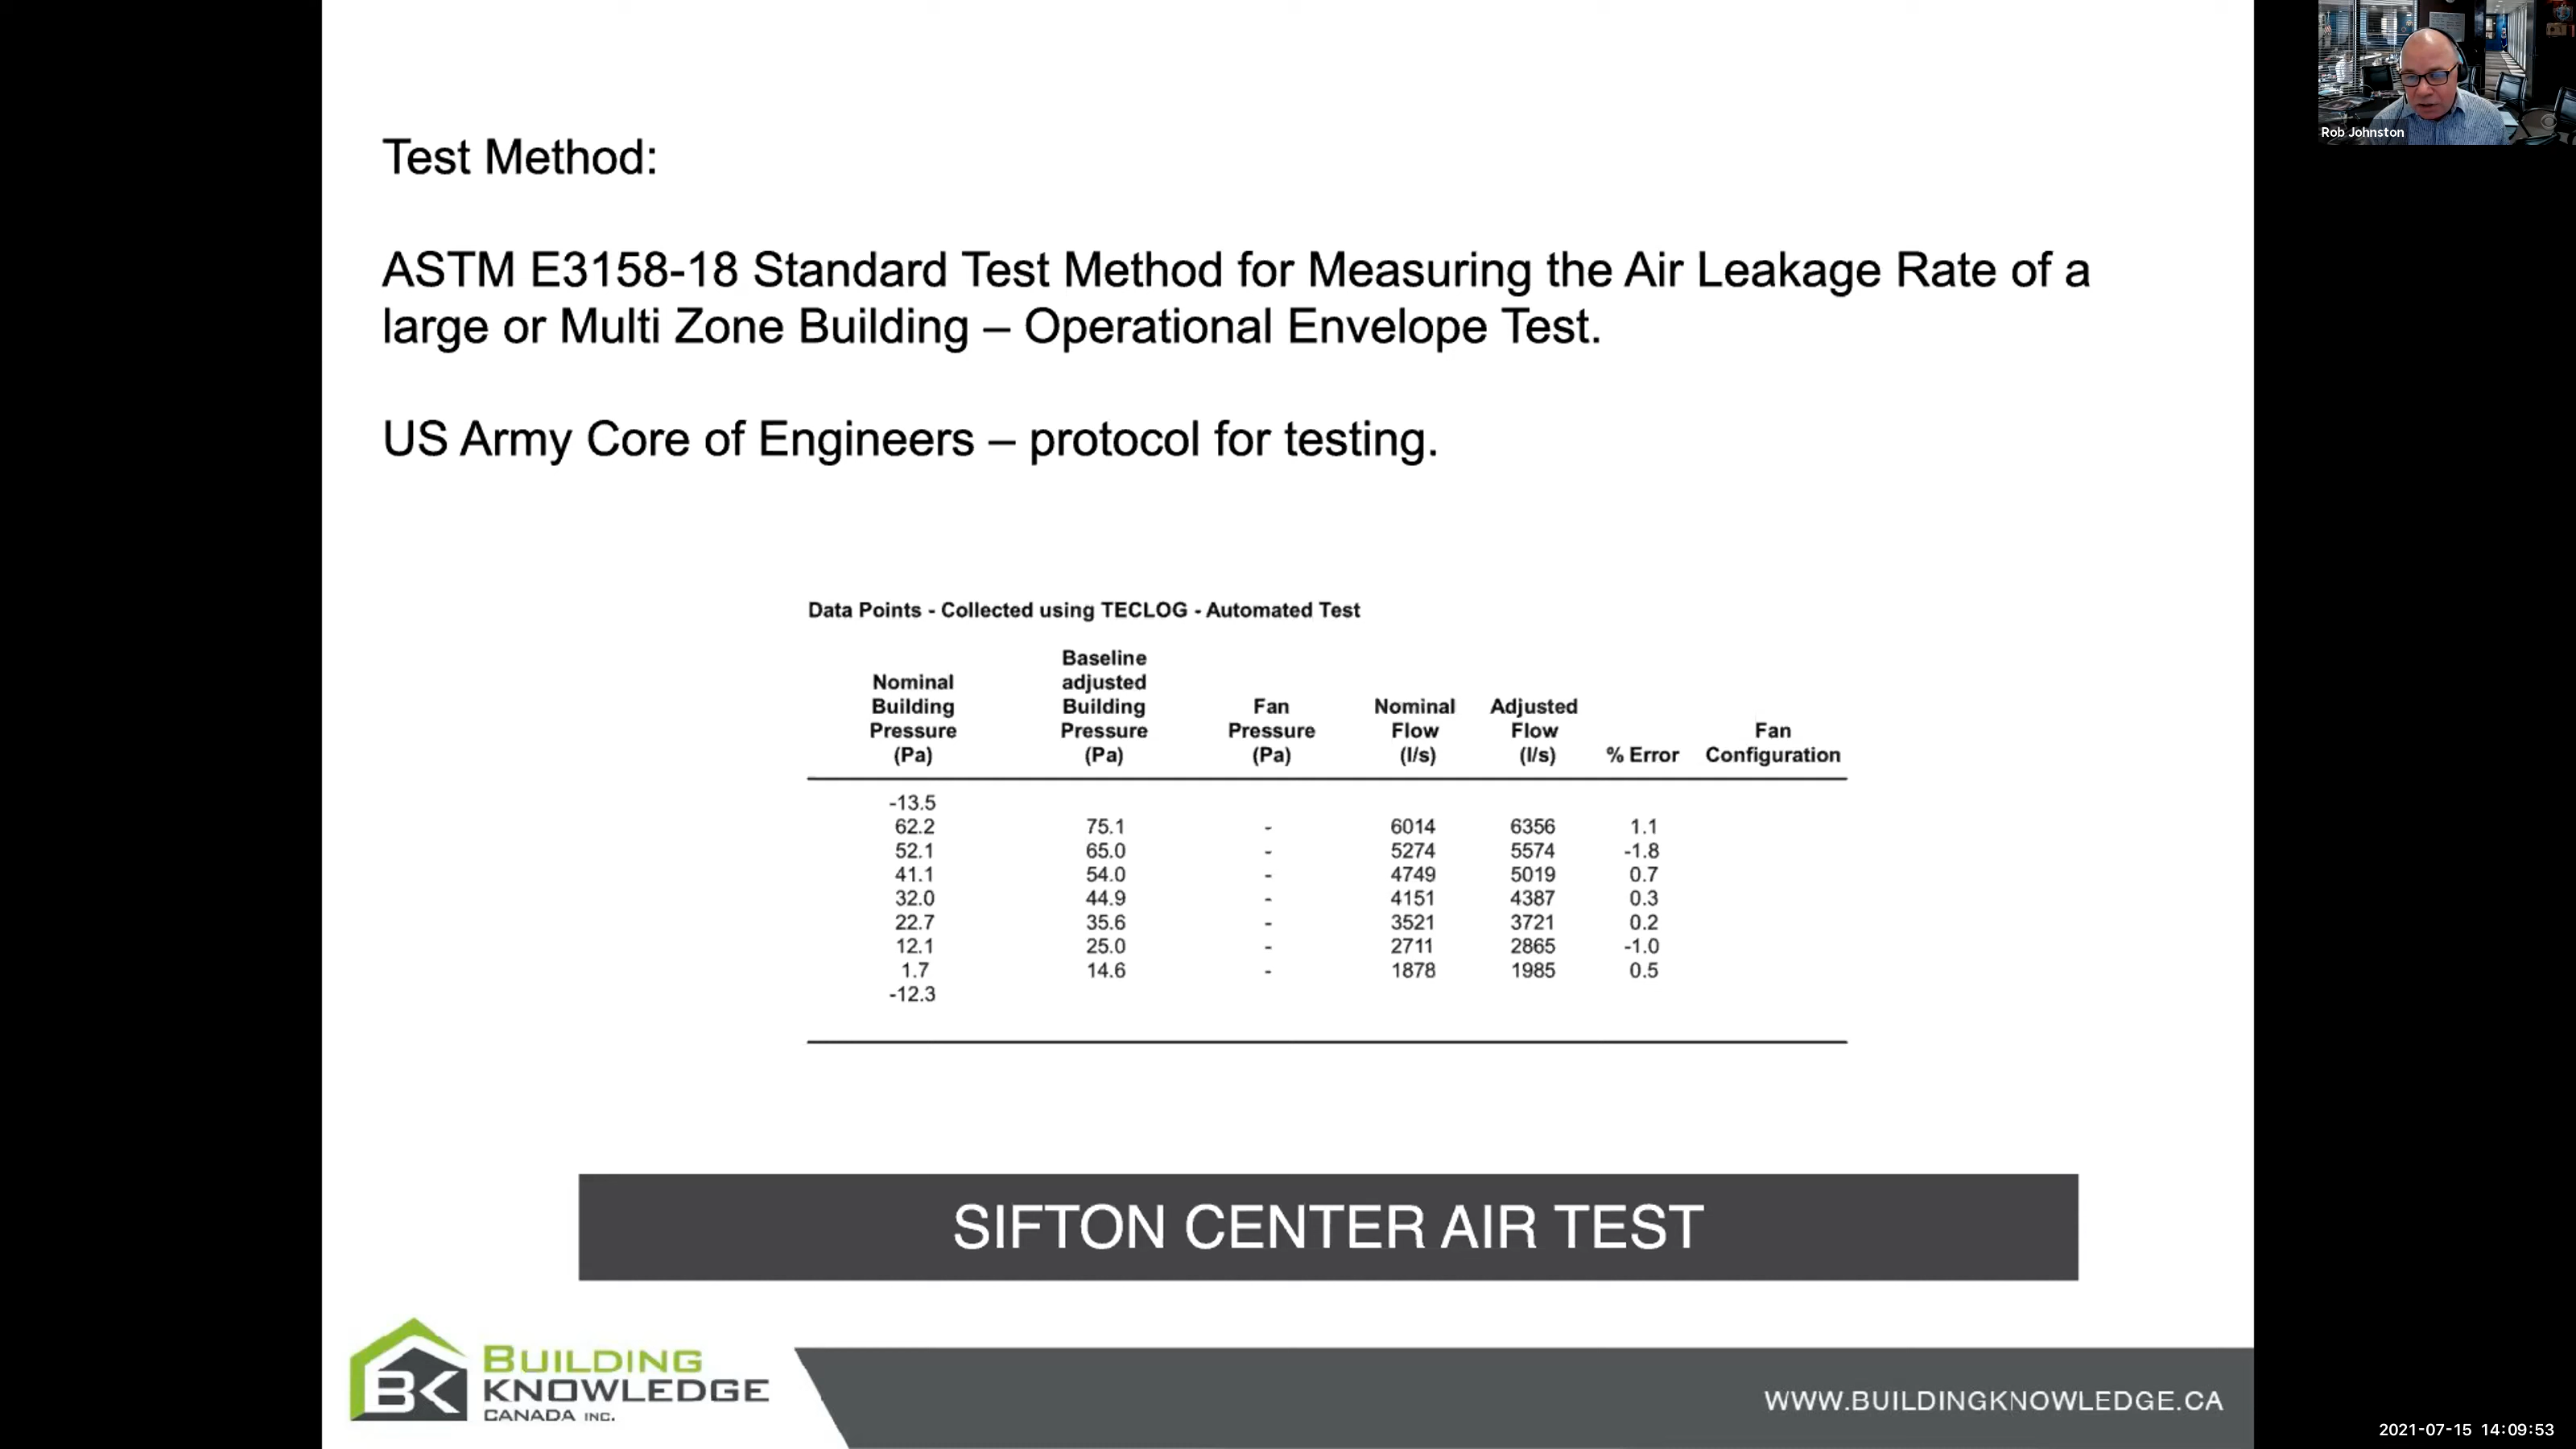 Rob Johnston
Test Method:
ASTM E3158-18 Standard Test Method for Measuring the Air Leakage Rate of a
large or Multi Zone Building – Operational Envelope Test.
US Army Core of Engineers – protocol for testing.
Data Points - Collected using TECLOG - Automated Test
Nominal Building Pressure (Pa) Baseline adjusted Building Pressure (Pa) Fan Pressure (Pa) Nominal Flow (l/s) Adjusted Flow (l/s) % Error Fan Configuration
-13.5
62.2 75.1 - 6014 6356 1.1
52.1 65.0 - 5274 5574 -1.8
41.1 54.0 - 4749 5019 0.7
32.0 44.9 - 4151 4387 0.3
22.7 35.6 - 3521 3721 0.2
12.1 25.0 - 2711 2865 -1.0
1.7 14.6 - 1878 1985 0.5
-12.3
SIFTON CENTER AIR TEST
BK
BUILDING
KNOWLEDGE
CANADA INC.
WWW.BUILDINGKNOWLEDGE.CA
2021-07-15 14:09:53